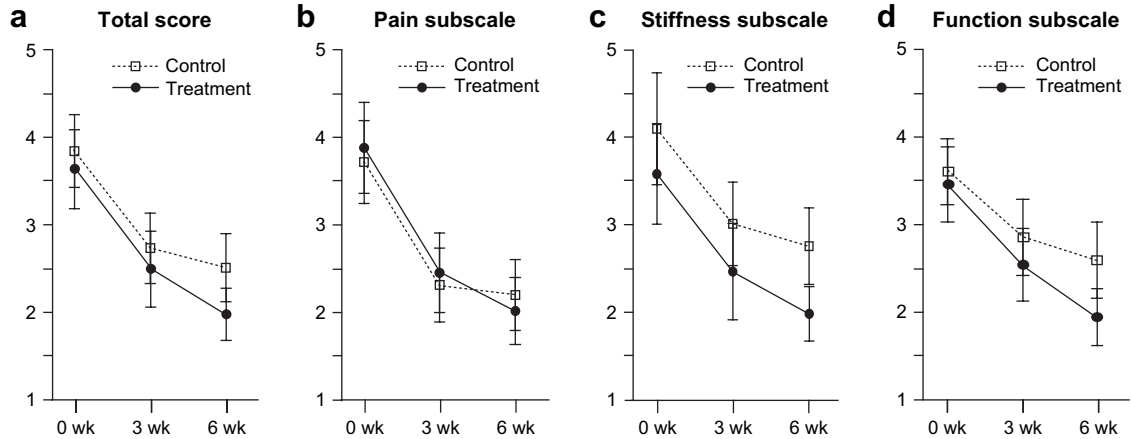 a Total score
5
4
3
2
1
Control
Treatment
0 wk 3 wk 6 wk
b Pain subscale
5
4
3
2
1
Control
Treatment
0 wk 3 wk 6 wk
c Stiffness subscale
5
4
3
2
1
Control
Treatment
0 wk 3 wk 6 wk
d Function subscale
5
4
3
2
1
Control
Treatment
0 wk 3 wk 6 wk